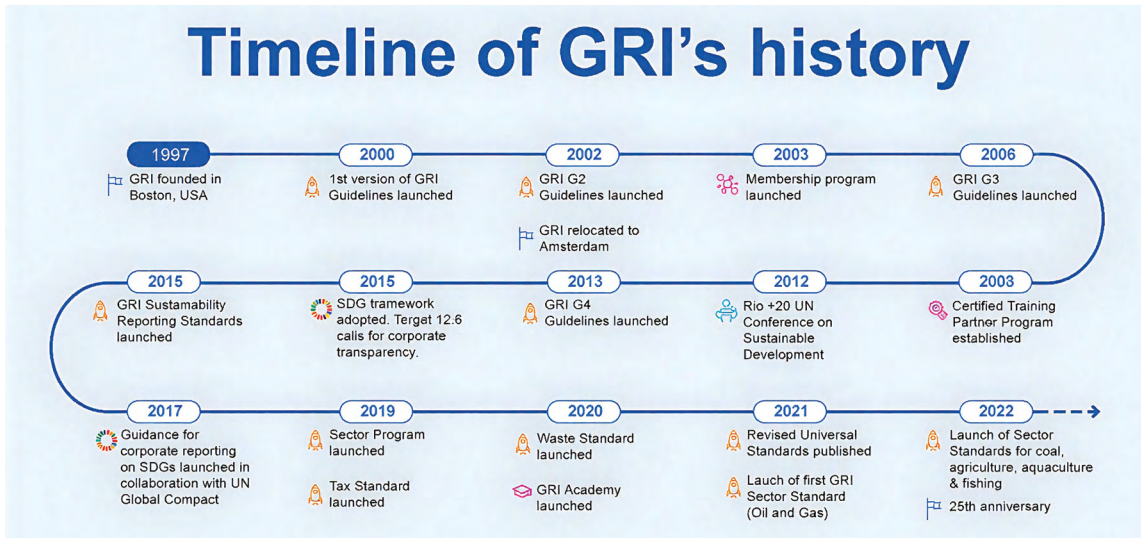 Timeline of GRI's history
1997
GRI founded in
Boston, USA
2000
1st version of GRI
Guidelines launched
2002
GRI G2
Guidelines launched
GRI relocated to
Amsterdam
2003
Membership program
launched
2006
GRI G3
Guidelines launched
2003
Certified Training
Partner Program
established
2012
Rio +20 UN
Conference on
Sustainable
Development
2013
GRI G4
Guldelines launched
2015
SDG tramework
adopted. Terget 12.6
calls for corporate
transparency.
2015
GRI Sustamability
Reporting Standards
launched
2017
Guidance for
corporate reporting
on SDGs launched in
collaboration with UN
Global Compact
2019
Sector Program
launched
Tax Standard
launched
2020
Waste Standard
launched
GRI Academy
launched
2021
Revised Universal
Standards published
Lauch of first GRI
Sector Standard
(Oil and Gas)
2022
Launch of Sector
Standards for coal,
agriculture, aquaculture
& fishing
25th anniversary